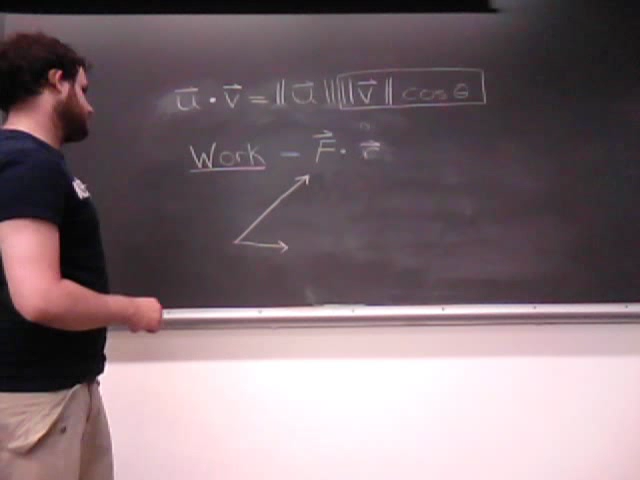 u⃗ · v⃗ = ||u⃗|| ||v⃗|| cos θ
Work – F⃗ · r⃗